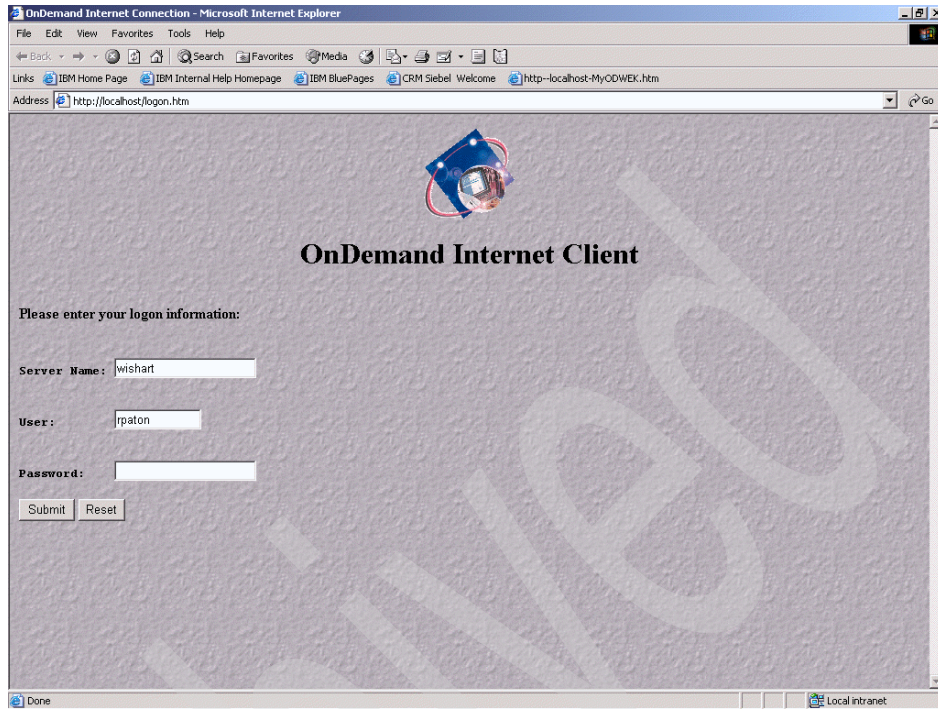 OnDemand Internet Connection - Microsoft Internet Explorer
File Edit View Favorites Tools Help
Back Search Favorites Media
Links IBM Home Page IBM Internal Help Homepage IBM BluePages CRM Siebel Welcome http--localhost-MyODWEK.htm
Address http://localhost/logon.htm Go
OnDemand Internet Client
Please enter your logon information:
Server Name: wishart
User: rpaton
Password:
Submit Reset
Done Local intranet